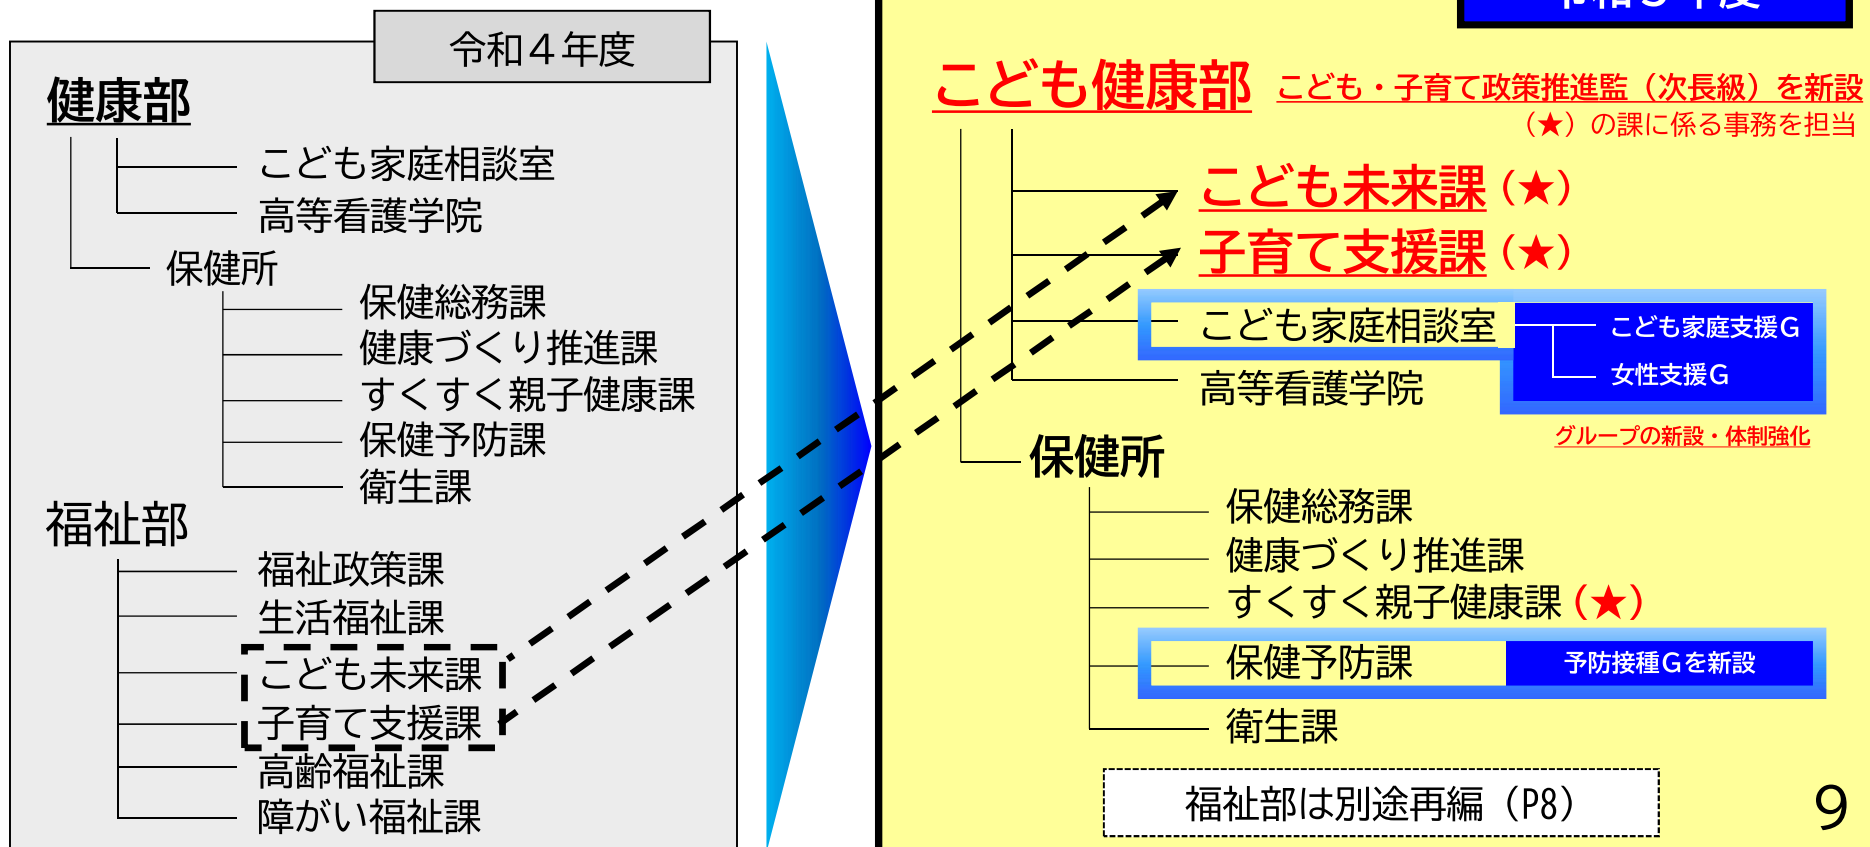 令和４年度
健康部
こども家庭相談室
高等看護学院
保健所
保健総務課
健康づくり推進課
すくすく親子健康課
保健予防課
衛生課
福祉部
福祉政策課
生活福祉課
こども未来課
子育て支援課
高齢福祉課
障がい福祉課
こども健康部
こども・子育て政策推進監（次長級）を新設
（★）の課に係る事務を担当
こども未来課（★）
子育て支援課（★）
こども家庭相談室
こども家庭支援Ｇ
女性支援Ｇ
高等看護学院
グループの新設・体制強化
保健所
保健総務課
健康づくり推進課
すくすく親子健康課（★）
保健予防課
予防接種Ｇを新設
衛生課
福祉部は別途再編（P8）
9